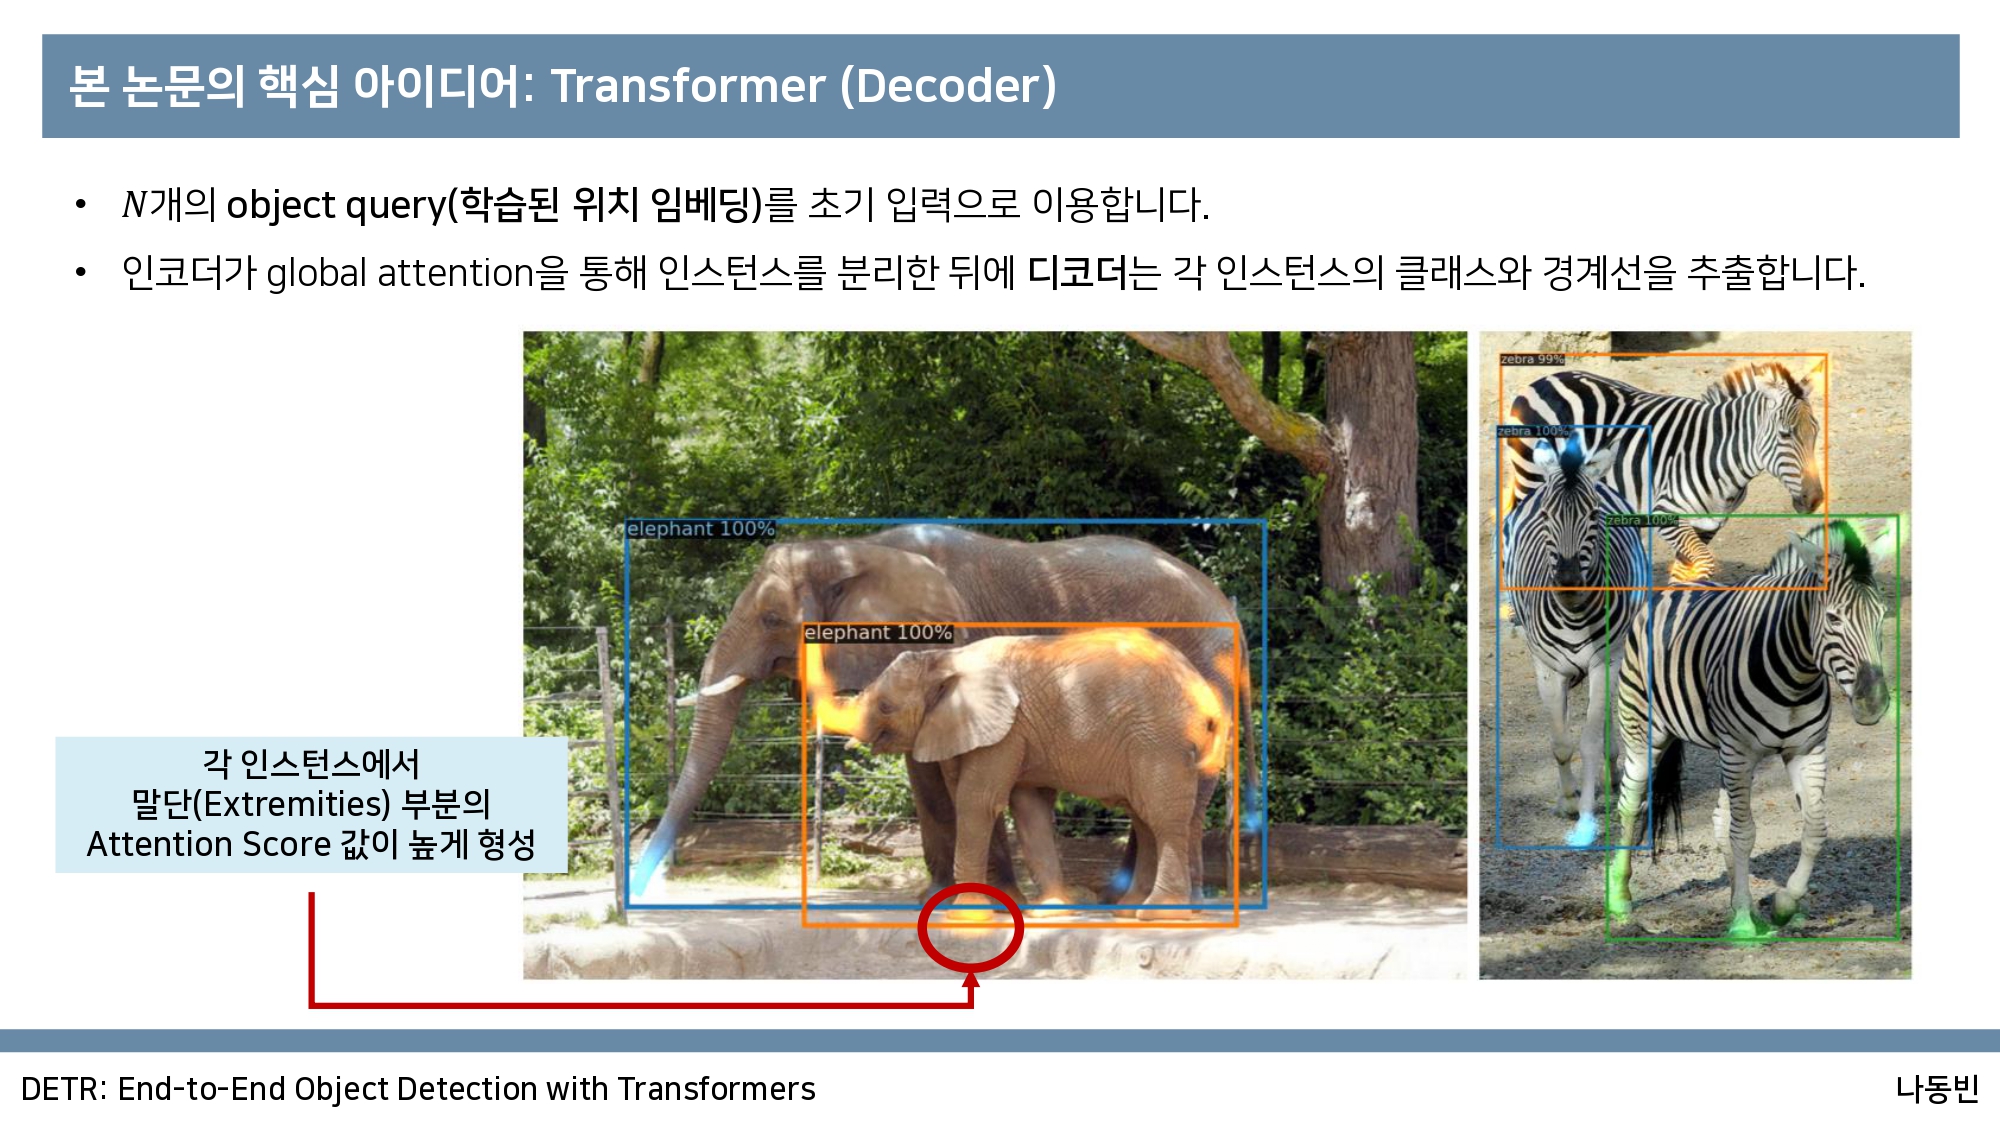 본 논문의 핵심 아이디어: Transformer (Decoder)
• N개의 object query(학습된 위치 임베딩)를 초기 입력으로 이용합니다.
• 인코더가 global attention을 통해 인스턴스를 분리한 뒤에 디코더는 각 인스턴스의 클래스와 경계선을 추출합니다.
zebra 99%
zebra 100%
zebra 100%
elephant 100%
elephant 100%
각 인스턴스에서
말단(Extremities) 부분의
Attention Score 값이 높게 형성
DETR: End-to-End Object Detection with Transformers
나동빈